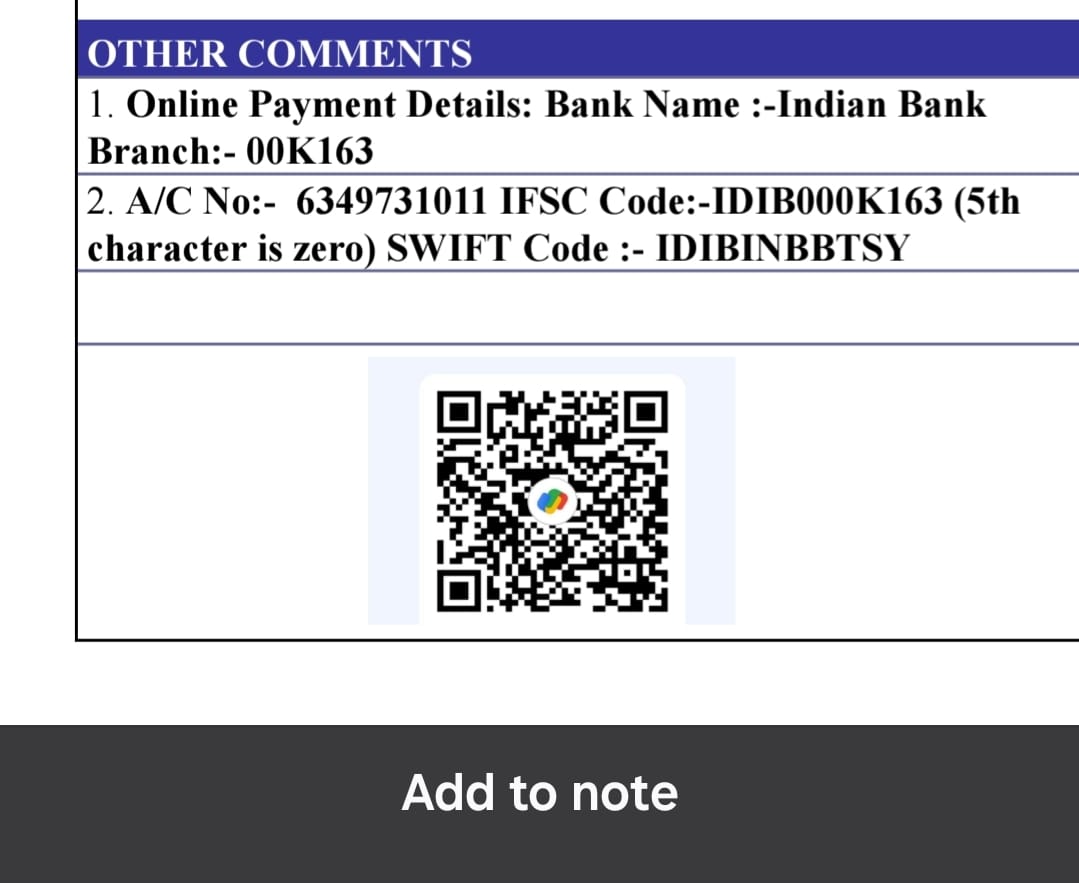 OTHER COMMENTS
1. Online Payment Details: Bank Name :-Indian Bank
Branch:- 00K163
2. A/C No:-  6349731011 IFSC Code:-IDIB000K163 (5th
character is zero) SWIFT Code :- IDIBINBBTSY
Add to note